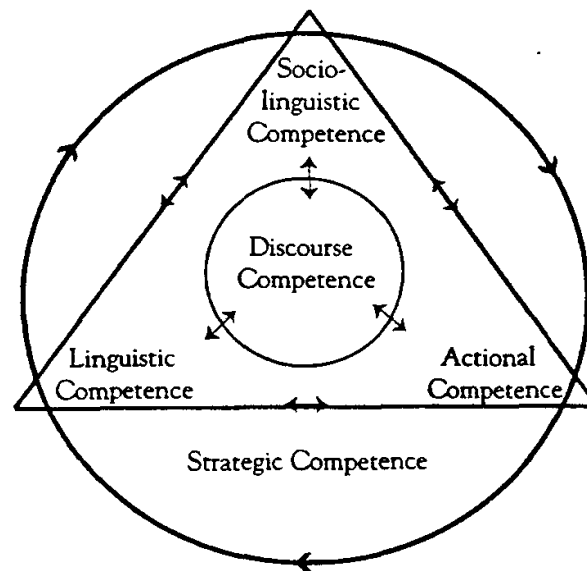 Socio-
linguistic
Competence
Discourse
Competence
Linguistic
Competence
Actional
Competence
Strategic Competence